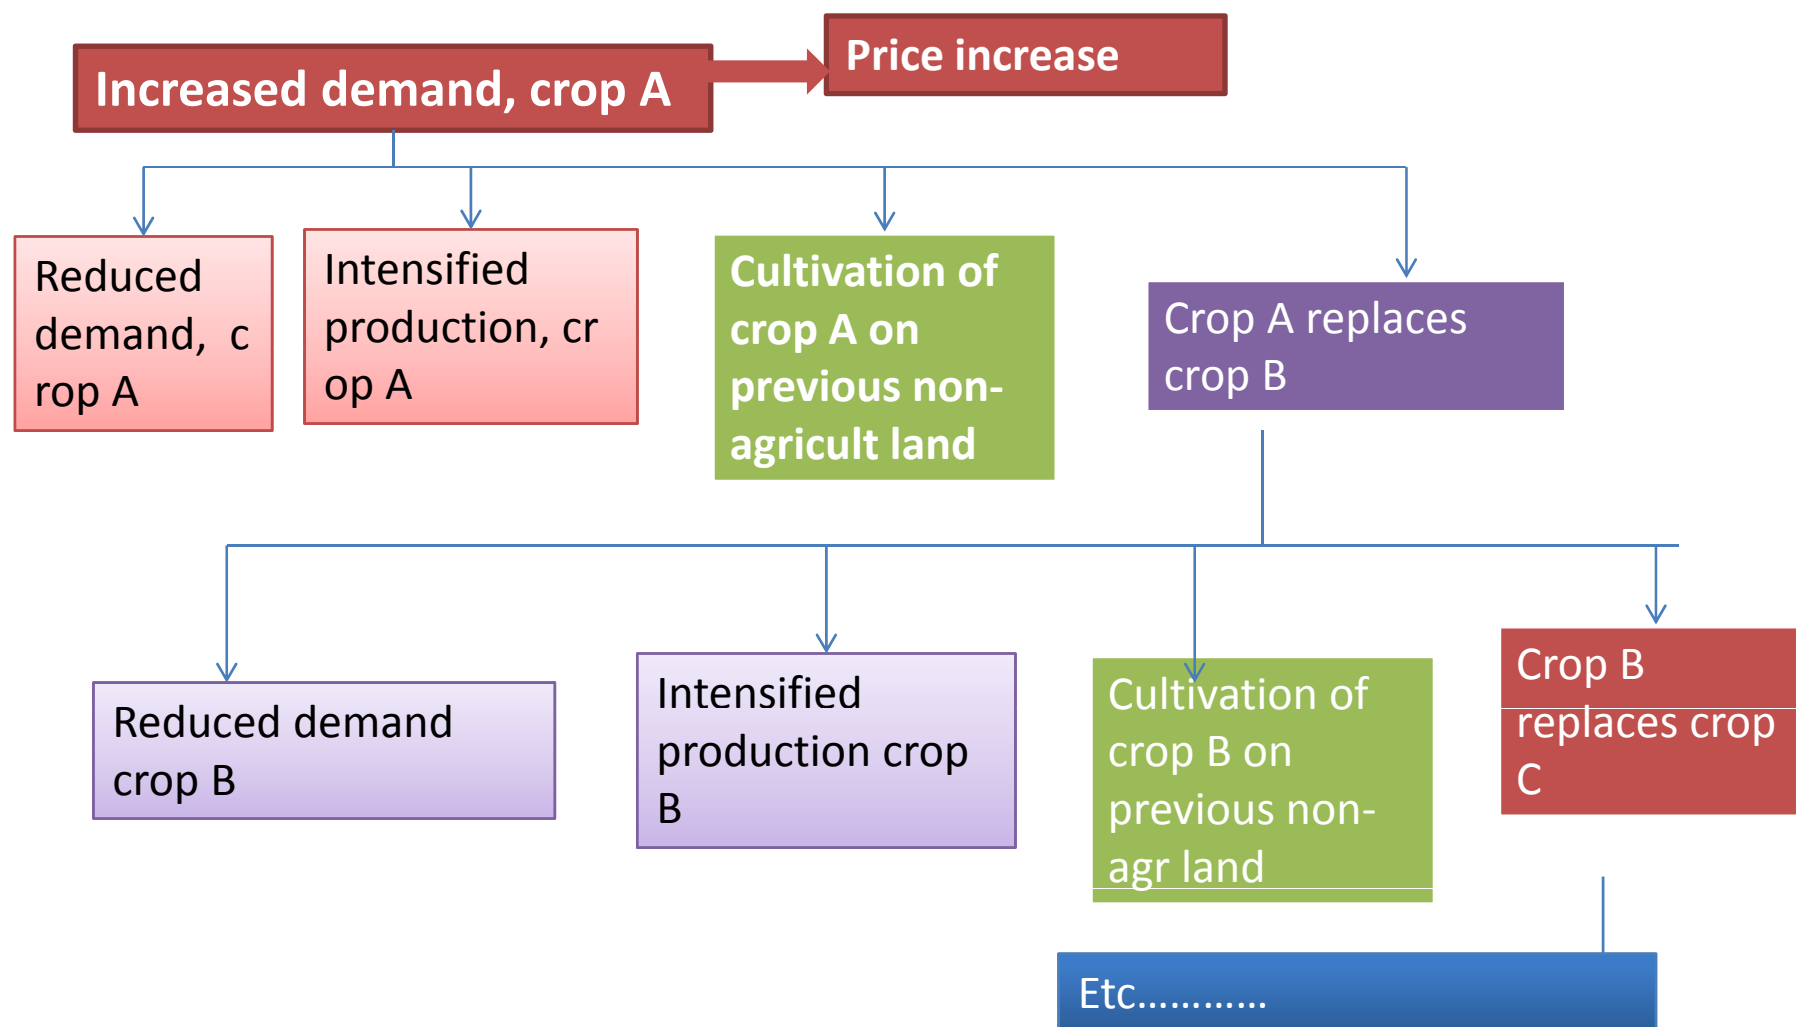 Increased demand, crop A
Price increase
Reduced
demand, c
rop A
Intensified
production, cr
op A
Cultivation of
crop A on
previous non-
agricult land
Crop A replaces
crop B
Reduced demand
crop B
Intensified
production crop
B
Cultivation of
crop B on
previous non-
agr land
Crop B
replaces crop
C
Etc…………